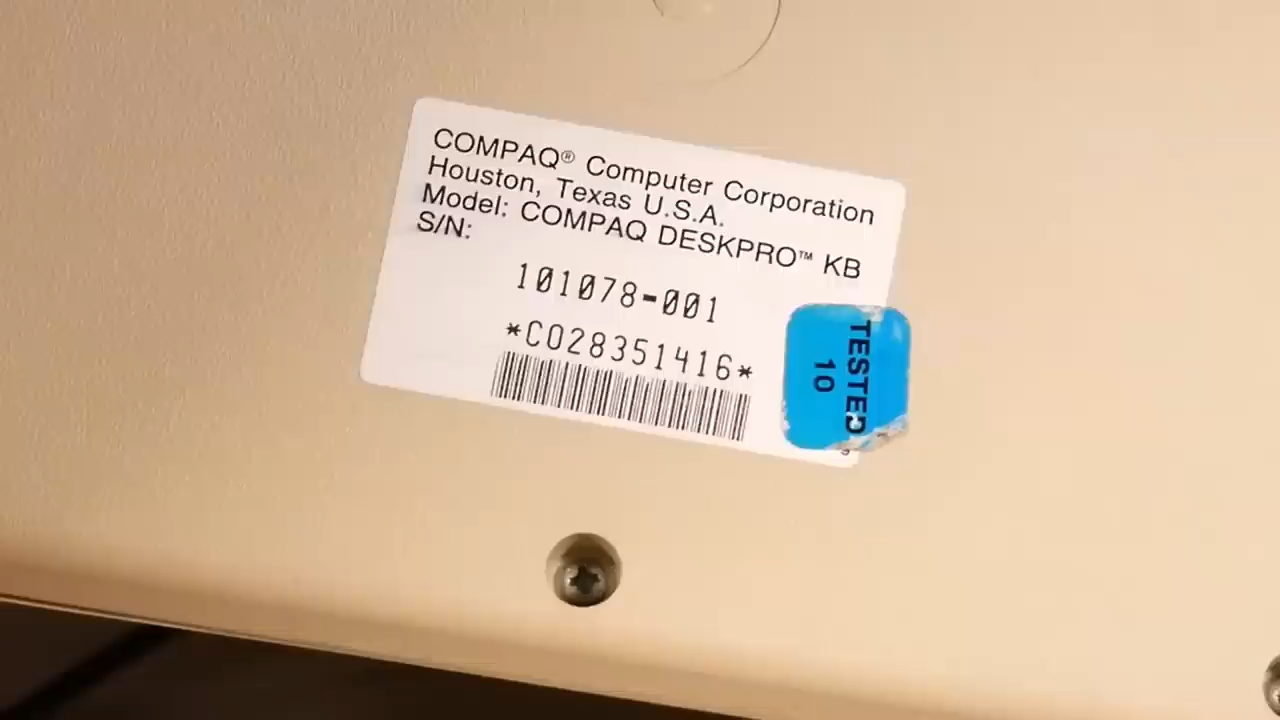 COMPAQ® Computer Corporation
Houston, Texas U.S.A.
Model: COMPAQ DESKPRO™ KB
S/N:
101078-001
*C028351416*
TESTED
10